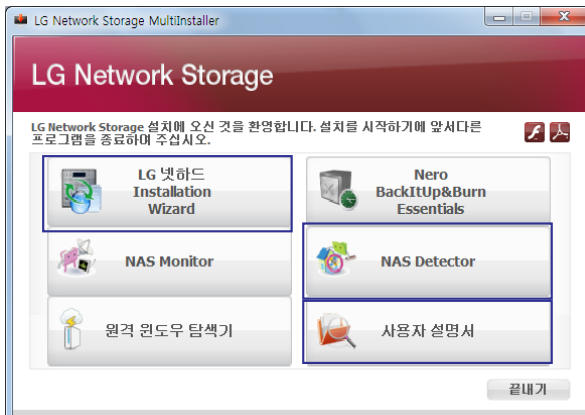 LG Network Storage MultiInstaller
LG Network Storage
LG Network Storage 설치에 오신 것을 환영합니다. 설치를 시작하기에 앞서다른
프로그램을 종료하며 주십시오.
LG 넷하드
Installation
Wizard
Nero
BackItUp&Burn
Essentials
NAS Monitor
NAS Detector
원격 윈도우 탐색기
사용자 설명서
끝내기